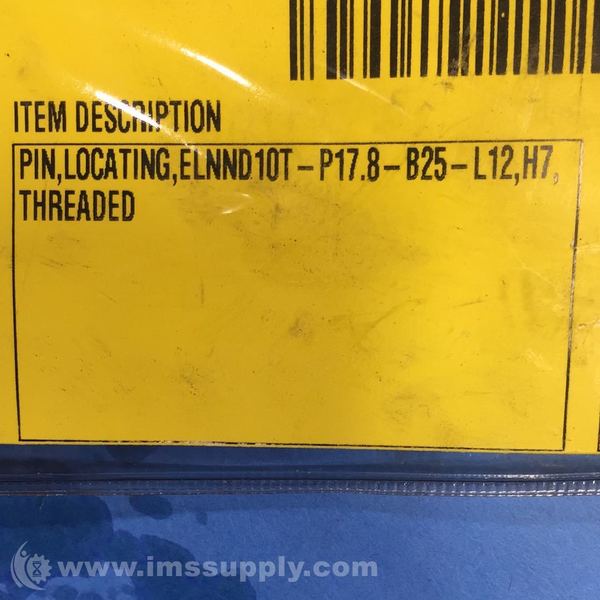 ITEM DESCRIPTION
PIN,LOCATING,ELNND10T-P17.8-B25-L12,H7,
THREADED
www.imssupply.com